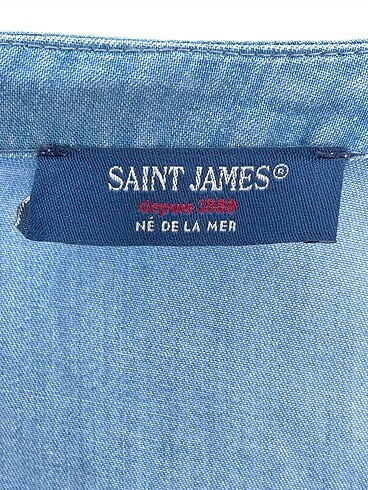 SAINT JAMES®
depuis 1889
NÉ DE LA MER